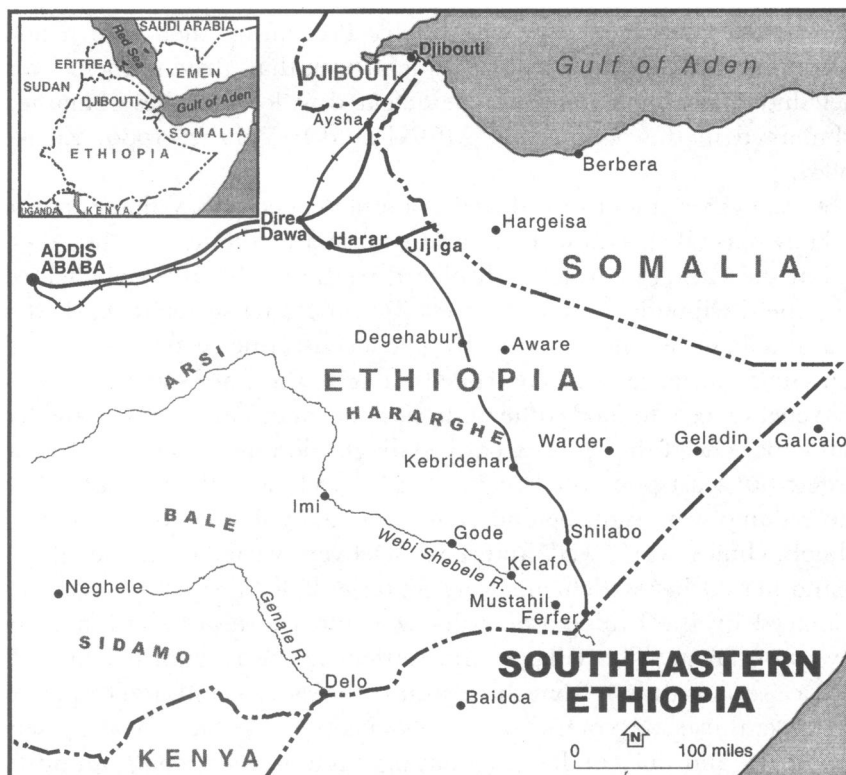 SAUDI ARABIA
Red Sea
ERITREA
YEMEN
SUDAN
DJIBOUTI
Gulf of Aden
SOMALIA
ETHIOPIA
UGANDA
KENYA
Djibouti
DJIBOUTI
Gulf of Aden
Aysha
Berbera
Dire
Dawa
Harar
Jijiga
Hargeisa
ADDIS
ABABA
SOMALIA
Degehabur
Aware
ARSI
ETHIOPIA
HARARGHE
Warder
Geladin
Galcaio
Kebridehar
Imi
BALE
Gode
Webi Shebele R.
Shilabo
Kelafo
Neghele
Genale R.
Mustahil
Ferfer
SIDAMO
Delo
Baidoa
SOUTHEASTERN
ETHIOPIA
N
KENYA
0 100 miles